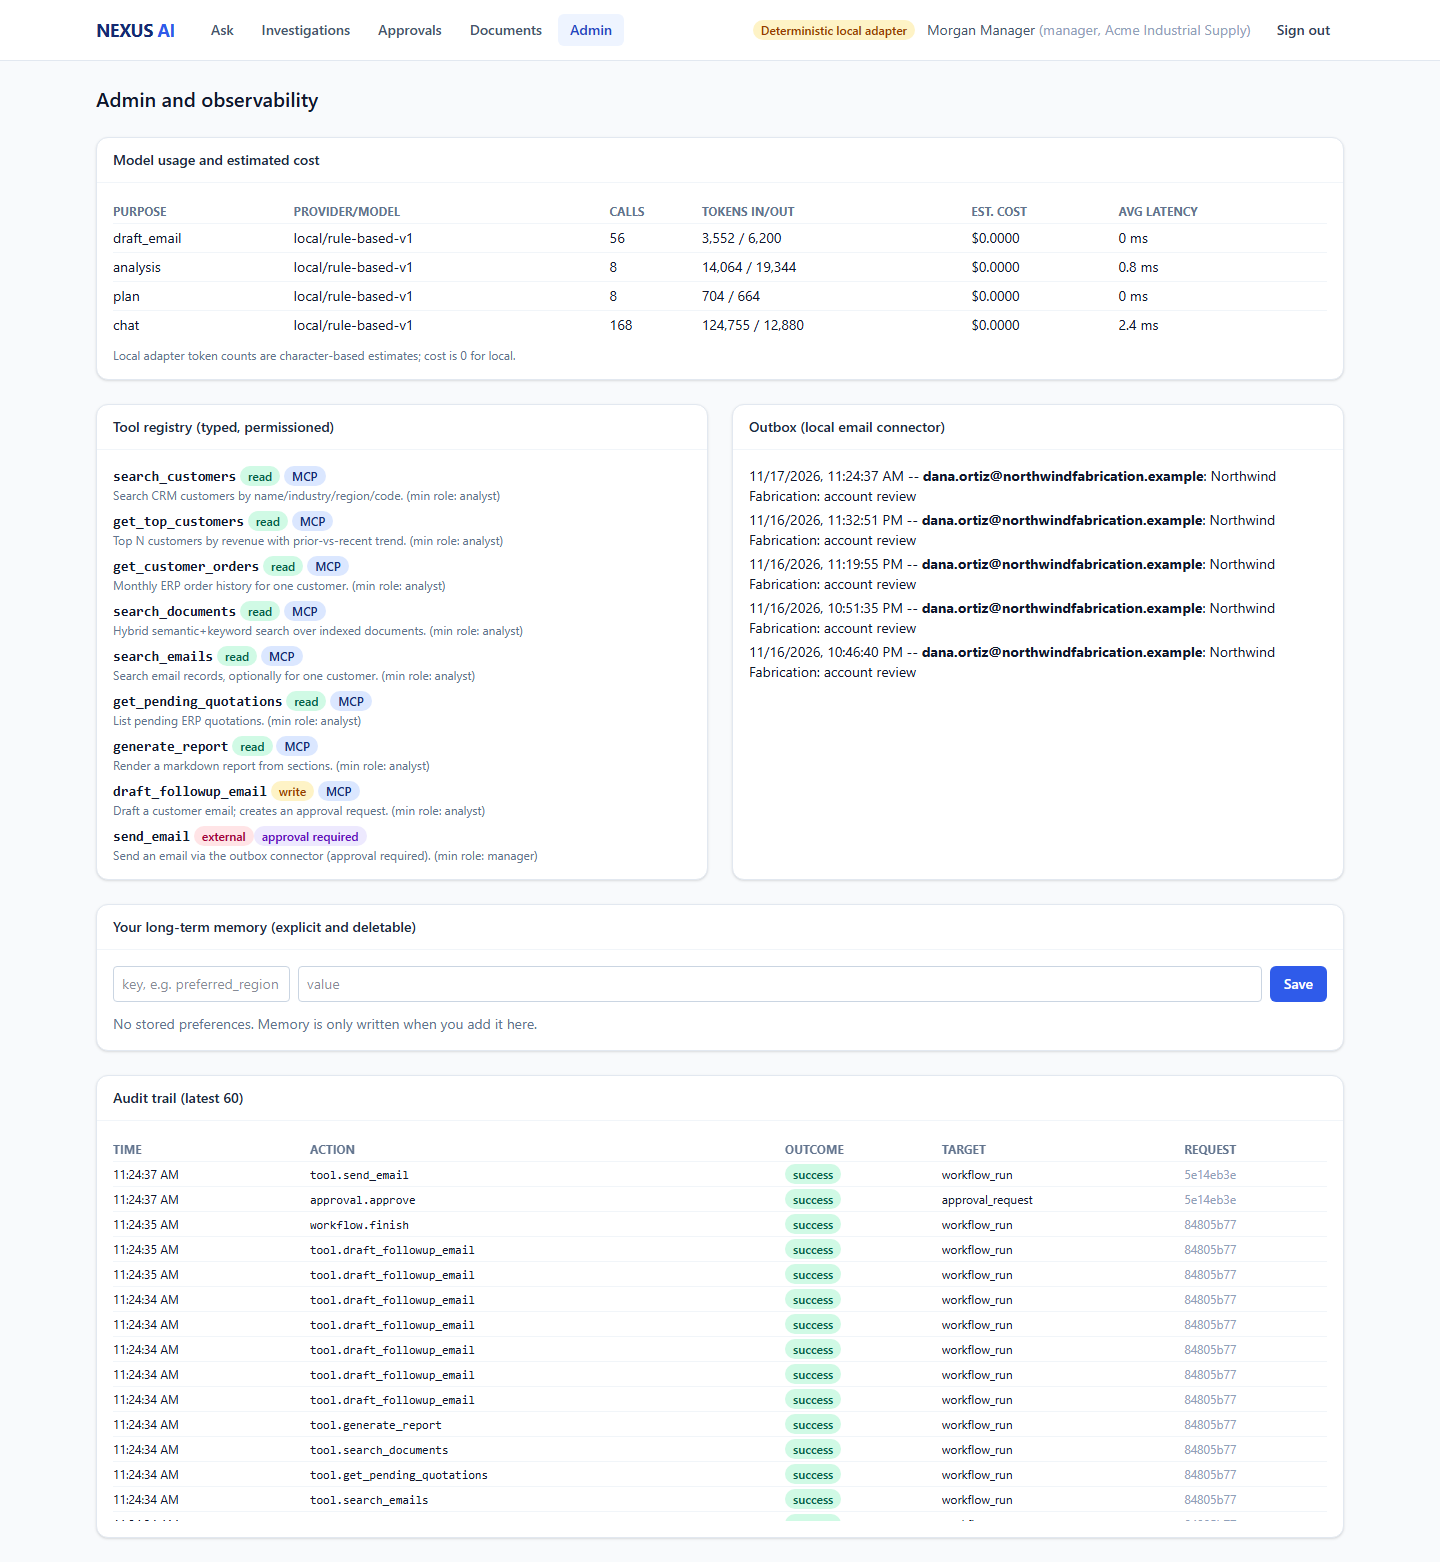 NEXUS AI Ask Investigations Approvals Documents Admin Deterministic local adapter Morgan Manager (manager, Acme Industrial Supply) Sign out
Admin and observability
Model usage and estimated cost
PURPOSE PROVIDER/MODEL CALLS TOKENS IN/OUT EST. COST AVG LATENCY
draft_email local/rule-based-v1 56 3,552 / 6,200 $0.0000 0 ms
analysis local/rule-based-v1 8 14,064 / 19,344 $0.0000 0.8 ms
plan local/rule-based-v1 8 704 / 664 $0.0000 0 ms
chat local/rule-based-v1 168 124,755 / 12,880 $0.0000 2.4 ms
Local adapter token counts are character-based estimates; cost is 0 for local.
Tool registry (typed, permissioned)
search_customers read MCP
Search CRM customers by name/industry/region/code. (min role: analyst)
get_top_customers read MCP
Top N customers by revenue with prior-vs-recent trend. (min role: analyst)
get_customer_orders read MCP
Monthly ERP order history for one customer. (min role: analyst)
search_documents read MCP
Hybrid semantic+keyword search over indexed documents. (min role: analyst)
search_emails read MCP
Search email records, optionally for one customer. (min role: analyst)
get_pending_quotations read MCP
List pending ERP quotations. (min role: analyst)
generate_report read MCP
Render a markdown report from sections. (min role: analyst)
draft_followup_email write MCP
Draft a customer email; creates an approval request. (min role: analyst)
send_email external approval required
Send an email via the outbox connector (approval required). (min role: manager)
Outbox (local email connector)
11/17/2026, 11:24:37 AM -- dana.ortiz@northwindfabrication.example: Northwind
Fabrication: account review
11/16/2026, 11:32:51 PM -- dana.ortiz@northwindfabrication.example: Northwind
Fabrication: account review
11/16/2026, 11:19:55 PM -- dana.ortiz@northwindfabrication.example: Northwind
Fabrication: account review
11/16/2026, 10:51:35 PM -- dana.ortiz@northwindfabrication.example: Northwind
Fabrication: account review
11/16/2026, 10:46:40 PM -- dana.ortiz@northwindfabrication.example: Northwind
Fabrication: account review
Your long-term memory (explicit and deletable)
key, e.g. preferred_region value Save
No stored preferences. Memory is only written when you add it here.
Audit trail (latest 60)
TIME ACTION OUTCOME TARGET REQUEST
11:24:37 AM tool.send_email success workflow_run 5e14eb3e
11:24:37 AM approval.approve success approval_request 5e14eb3e
11:24:35 AM workflow.finish success workflow_run 84805b77
11:24:35 AM tool.draft_followup_email success workflow_run 84805b77
11:24:35 AM tool.draft_followup_email success workflow_run 84805b77
11:24:34 AM tool.draft_followup_email success workflow_run 84805b77
11:24:34 AM tool.draft_followup_email success workflow_run 84805b77
11:24:34 AM tool.draft_followup_email success workflow_run 84805b77
11:24:34 AM tool.draft_followup_email success workflow_run 84805b77
11:24:34 AM tool.draft_followup_email success workflow_run 84805b77
11:24:34 AM tool.generate_report success workflow_run 84805b77
11:24:34 AM tool.search_documents success workflow_run 84805b77
11:24:34 AM tool.get_pending_quotations success workflow_run 84805b77
11:24:34 AM tool.search_emails success workflow_run 84805b77